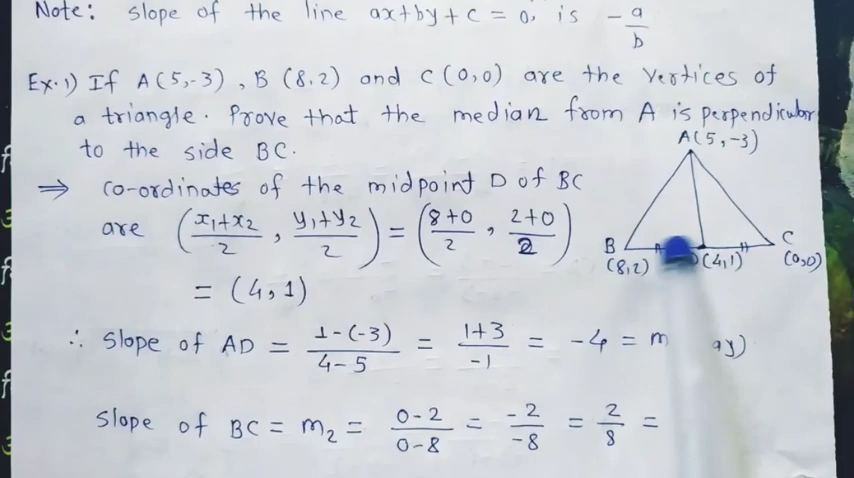 Note: slope of the line ax+by+c = 0, is -a/b
Ex.1) If A(5,-3), B(8,2) and C(0,0) are the vertices of
a triangle. Prove that the median from A is perpendicular
to the side BC.
A(5,-3)
⇒ co-ordinates of the midpoint D of BC
are ((x₁+x₂)/2, (y₁+y₂)/2) = ((8+0)/2, (2+0)/2)
B
(8,2)
(4,1)
C
(0,0)
= (4,1)
∴ Slope of AD = (1-(-3))/(4-5) = (1+3)/-1 = -4 = m
Slope of BC = m₂ = (0-2)/(0-8) = -2/-8 = 2/8 =